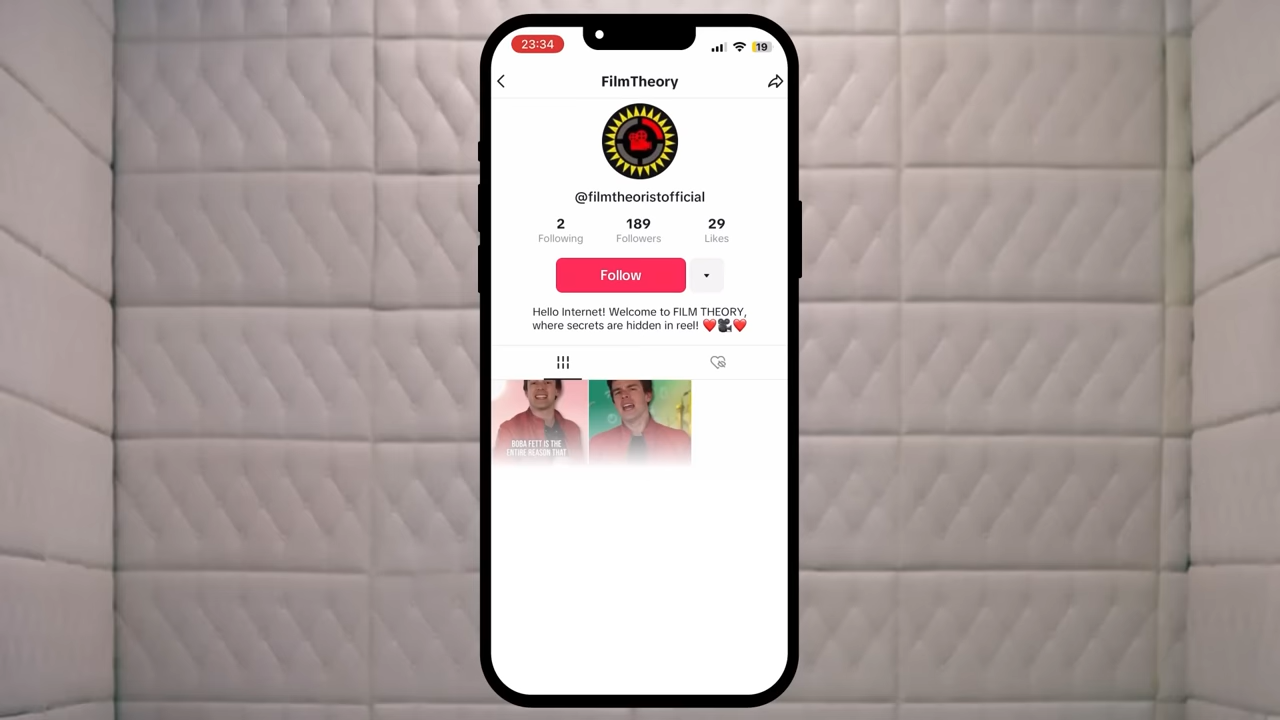 23:34
19
FilmTheory
@filmtheoristofficial
2
189
29
Following
Followers
Likes
Follow
Hello Internet! Welcome to FILM THEORY,
where secrets are hidden in reel! ❤️🎥❤️
BOBA FETT IS THE
ENTIRE REASON THAT